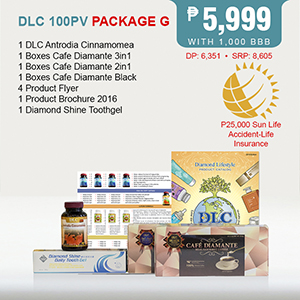 DLC 100PV PACKAGE G
₱ 5,999
WITH 1,000 BBB
DP: 6,351 • SRP: 8,605
1 DLC Antrodia Cinnamomea
1 Boxes Cafe Diamante 3in1
1 Boxes Cafe Diamante 2in1
1 Boxes Cafe Diamante Black
4 Product Flyer
1 Product Brochure 2016
1 Diamond Shine Toothgel
P25,000 Sun Life
Accident-Life
Insurance
Diamond Lifestyle
DLC
CAFÉ DIAMANTE
Diamond Shine